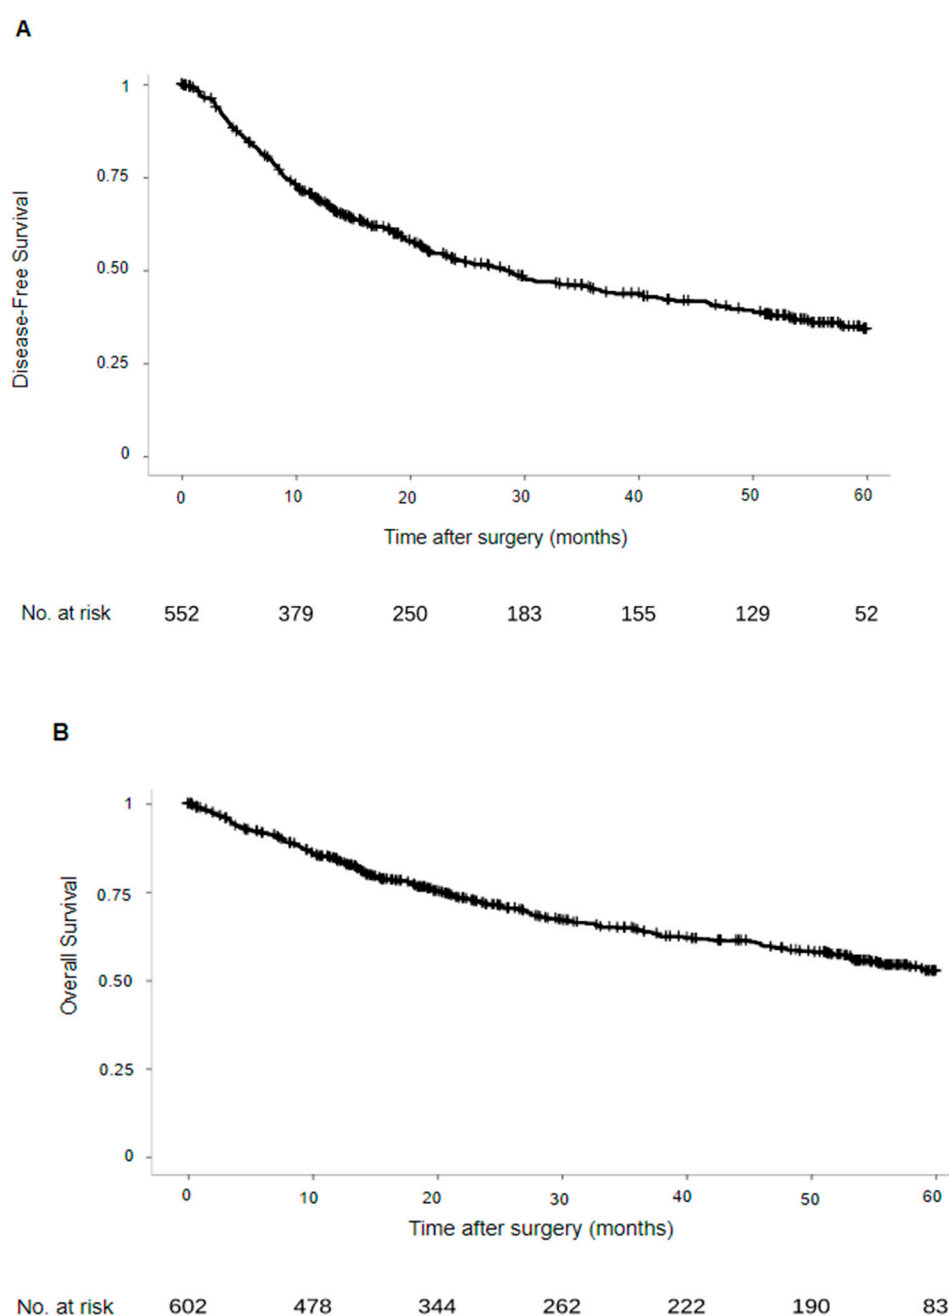 A
1
0.75
0.50
0.25
0
Disease-Free Survival
0 10 20 30 40 50 60
Time after surgery (months)
No. at risk 552 379 250 183 155 129 52
B
1
0.75
0.50
0.25
0
Overall Survival
0 10 20 30 40 50 60
Time after surgery (months)
No. at risk 602 478 344 262 222 190 83